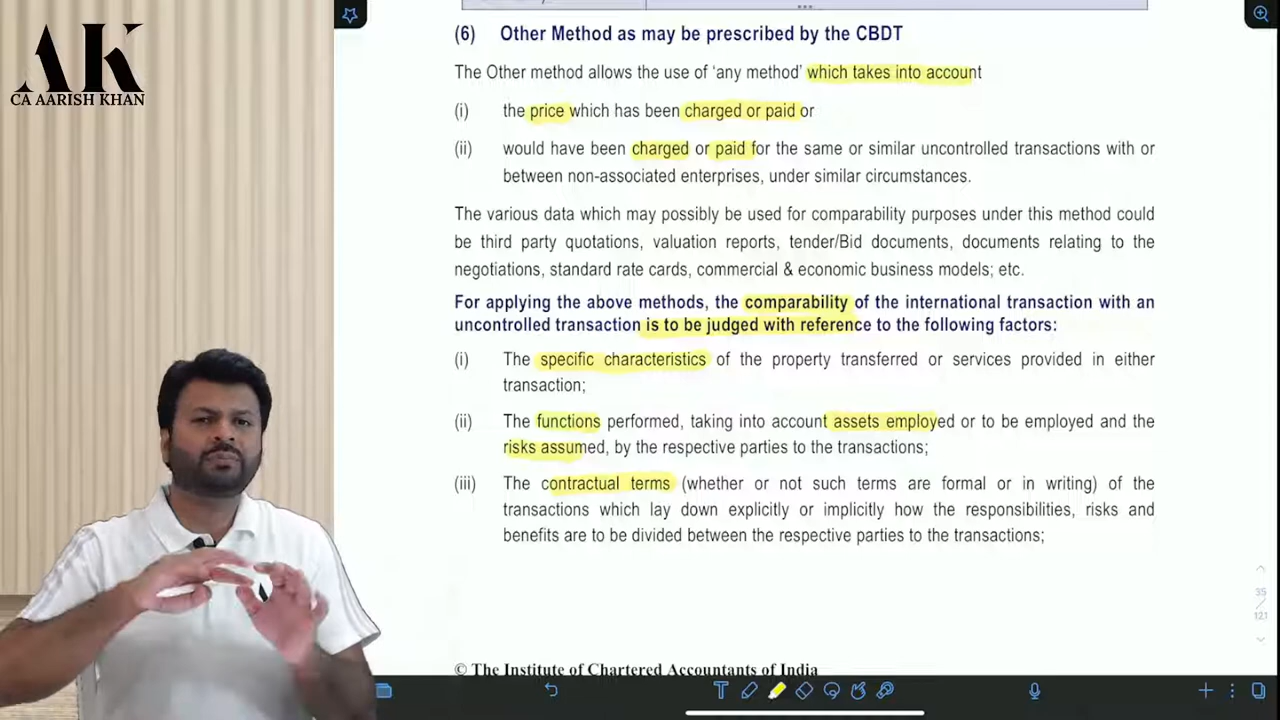 AK
CA AARISH KHAN
(6) Other Method as may be prescribed by the CBDT
The Other method allows the use of ‘any method’ which takes into account
(i) the price which has been charged or paid or
(ii) would have been charged or paid for the same or similar uncontrolled transactions with or
between non-associated enterprises, under similar circumstances.
The various data which may possibly be used for comparability purposes under this method could
be third party quotations, valuation reports, tender/Bid documents, documents relating to the
negotiations, standard rate cards, commercial & economic business models; etc.
For applying the above methods, the comparability of the international transaction with an
uncontrolled transaction is to be judged with reference to the following factors:
(i) The specific characteristics of the property transferred or services provided in either
transaction;
(ii) The functions performed, taking into account assets employed or to be employed and the
risks assumed, by the respective parties to the transactions;
(iii) The contractual terms (whether or not such terms are formal or in writing) of the
transactions which lay down explicitly or implicitly how the responsibilities, risks and
benefits are to be divided between the respective parties to the transactions;
35
/
121
© The Institute of Chartered Accountants of India